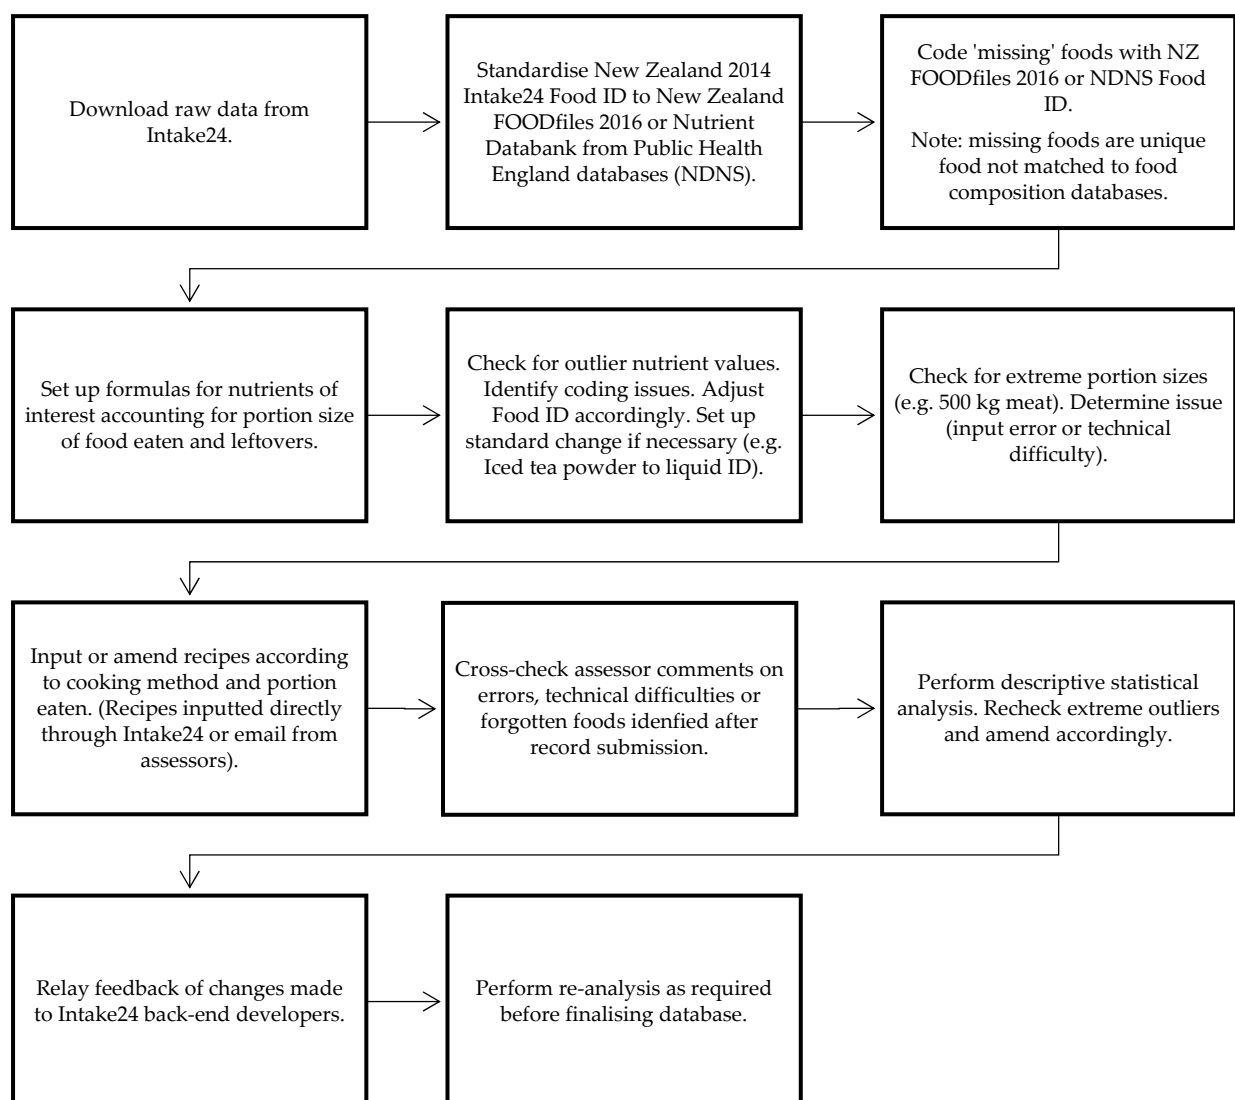 Download raw data from
Intake24.
Standardise New Zealand 2014
Intake24 Food ID to New Zealand
FOODfiles 2016 or Nutrient
Databank from Public Health
England databases (NDNS).
Code 'missing' foods with NZ
FOODfiles 2016 or NDNS Food
ID.
Note: missing foods are unique
food not matched to food
composition databases.
Set up formulas for nutrients of
interest accounting for portion size
of food eaten and leftovers.
Check for outlier nutrient values.
Identify coding issues. Adjust
Food ID accordingly. Set up
standard change if necessary (e.g.
Iced tea powder to liquid ID).
Check for extreme portion sizes
(e.g. 500 kg meat). Determine issue
(input error or technical
difficulty).
Input or amend recipes according
to cooking method and portion
eaten. (Recipes inputted directly
through Intake24 or email from
assessors).
Cross-check assessor comments on
errors, technical difficulties or
forgotten foods idenfied after
record submission.
Perform descriptive statistical
analysis. Recheck extreme outliers
and amend accordingly.
Relay feedback of changes made
to Intake24 back-end developers.
Perform re-analysis as required
before finalising database.